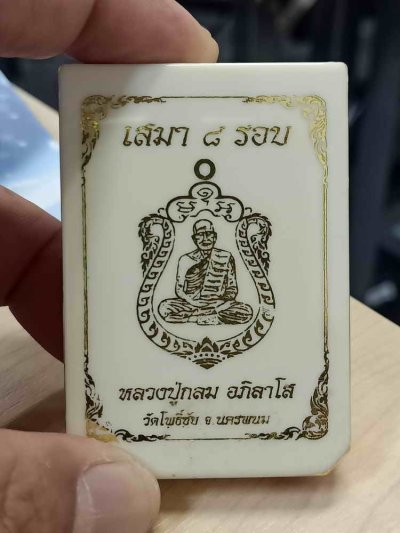 เสมา ๘ รอบ
หลวงปู่กลม อภิลาโส
วัดโพธิ์ชัย จ.นครพนม